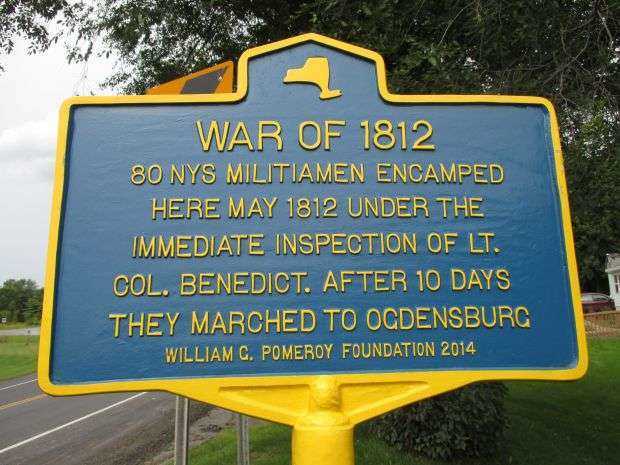 WAR OF 1812
80 NYS MILITIAMEN ENCAMPED
HERE MAY 1812 UNDER THE
IMMEDIATE INSPECTION OF LT.
COL. BENEDICT. AFTER 10 DAYS
THEY MARCHED TO OGDENSBURG
WILLIAM G. POMEROY FOUNDATION 2014